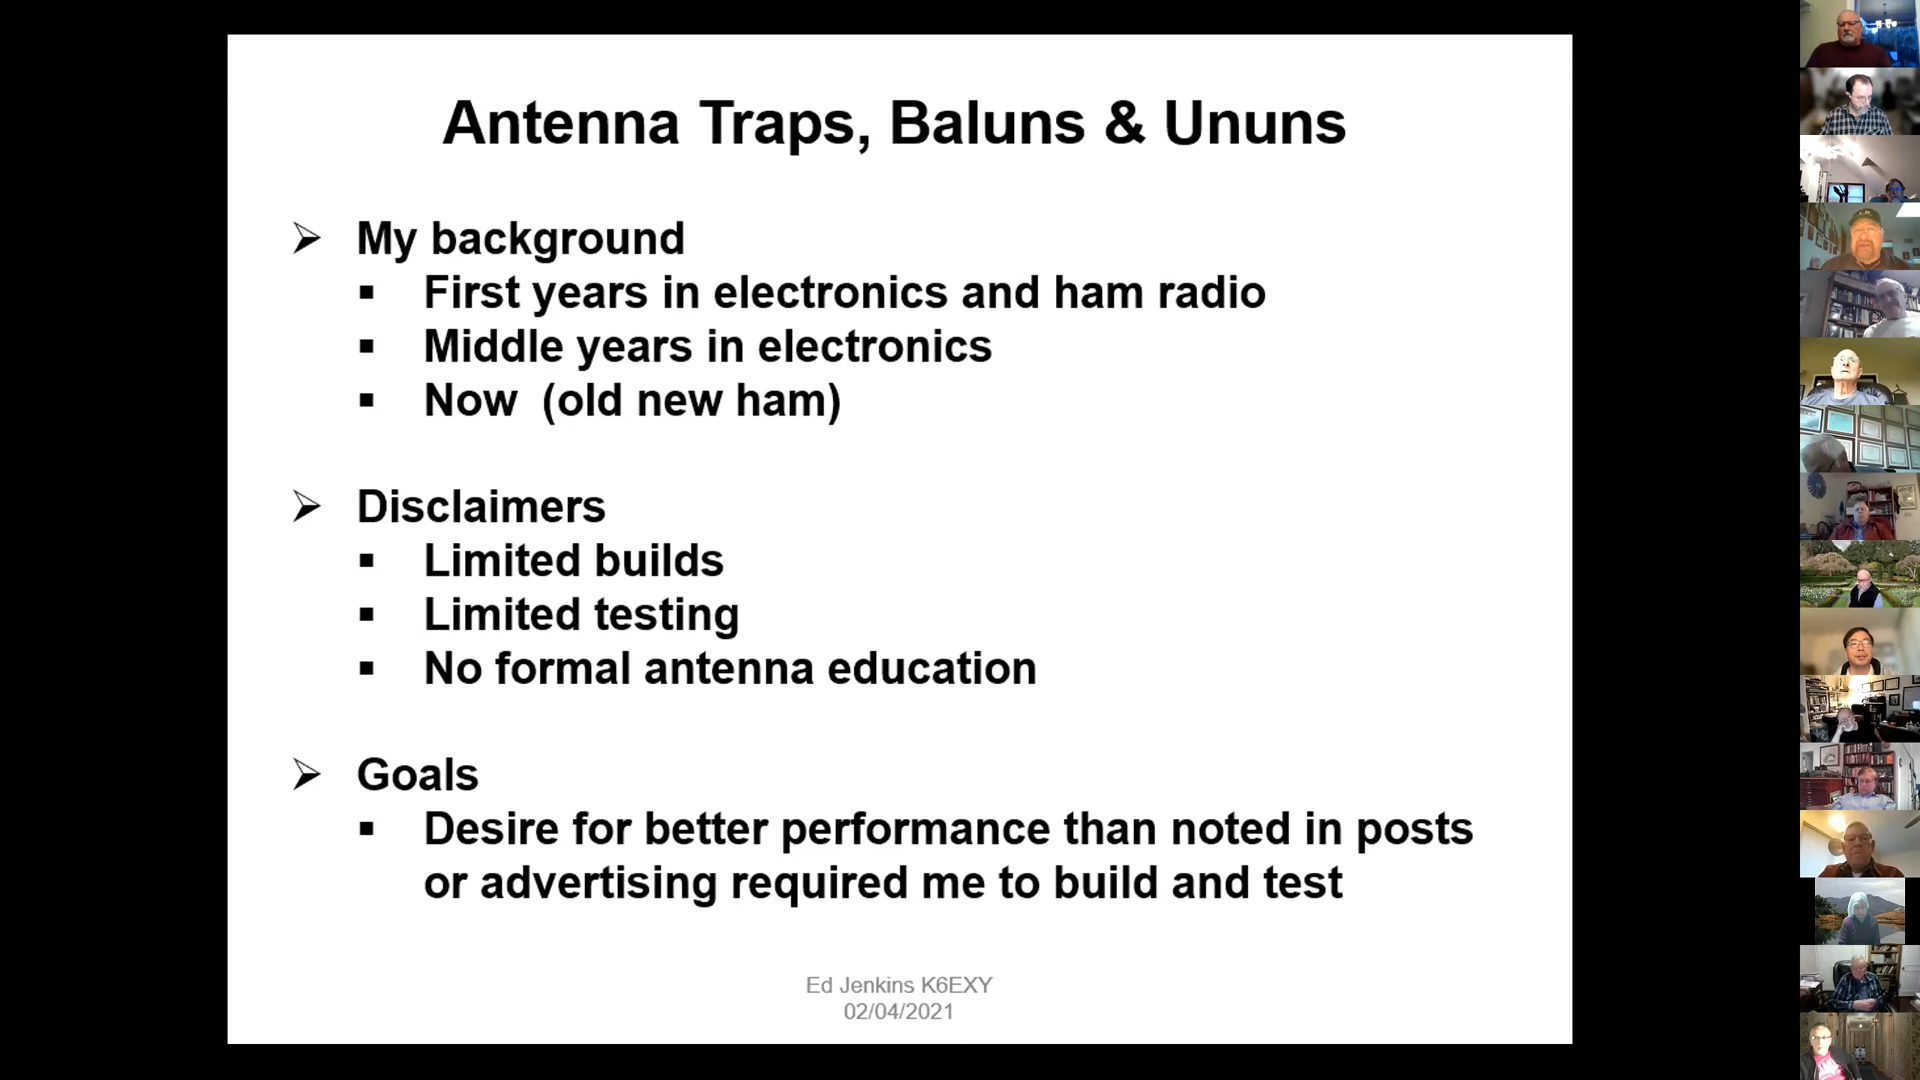 Antenna Traps, Baluns & Ununs
➢ My background
▪ First years in electronics and ham radio
▪ Middle years in electronics
▪ Now (old new ham)
➢ Disclaimers
▪ Limited builds
▪ Limited testing
▪ No formal antenna education
➢ Goals
▪ Desire for better performance than noted in posts
or advertising required me to build and test
Ed Jenkins K6EXY
02/04/2021